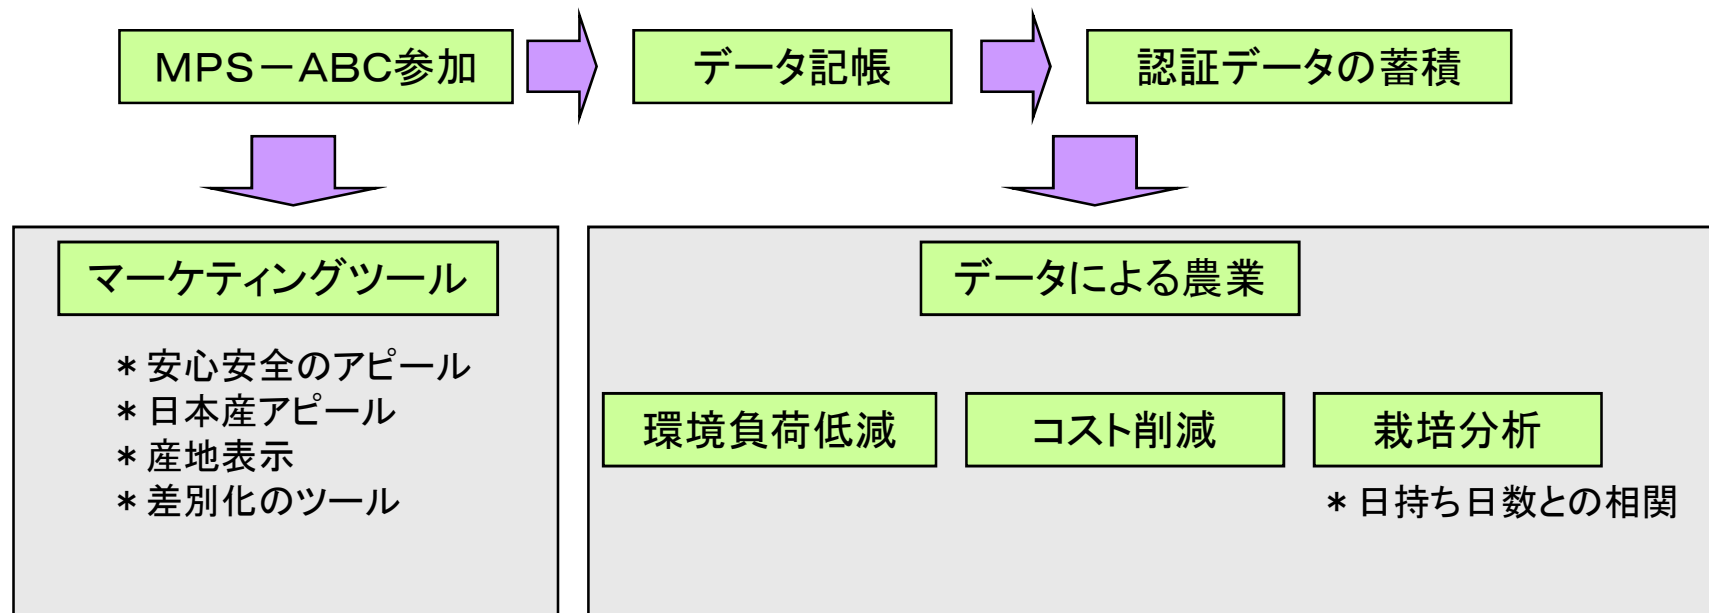 MPS－ABC参加
データ記帳
認証データの蓄積
マーケティングツール
＊安心安全のアピール
＊日本産アピール
＊産地表示
＊差別化のツール
データによる農業
環境負荷低減
コスト削減
栽培分析
＊日持ち日数との相関